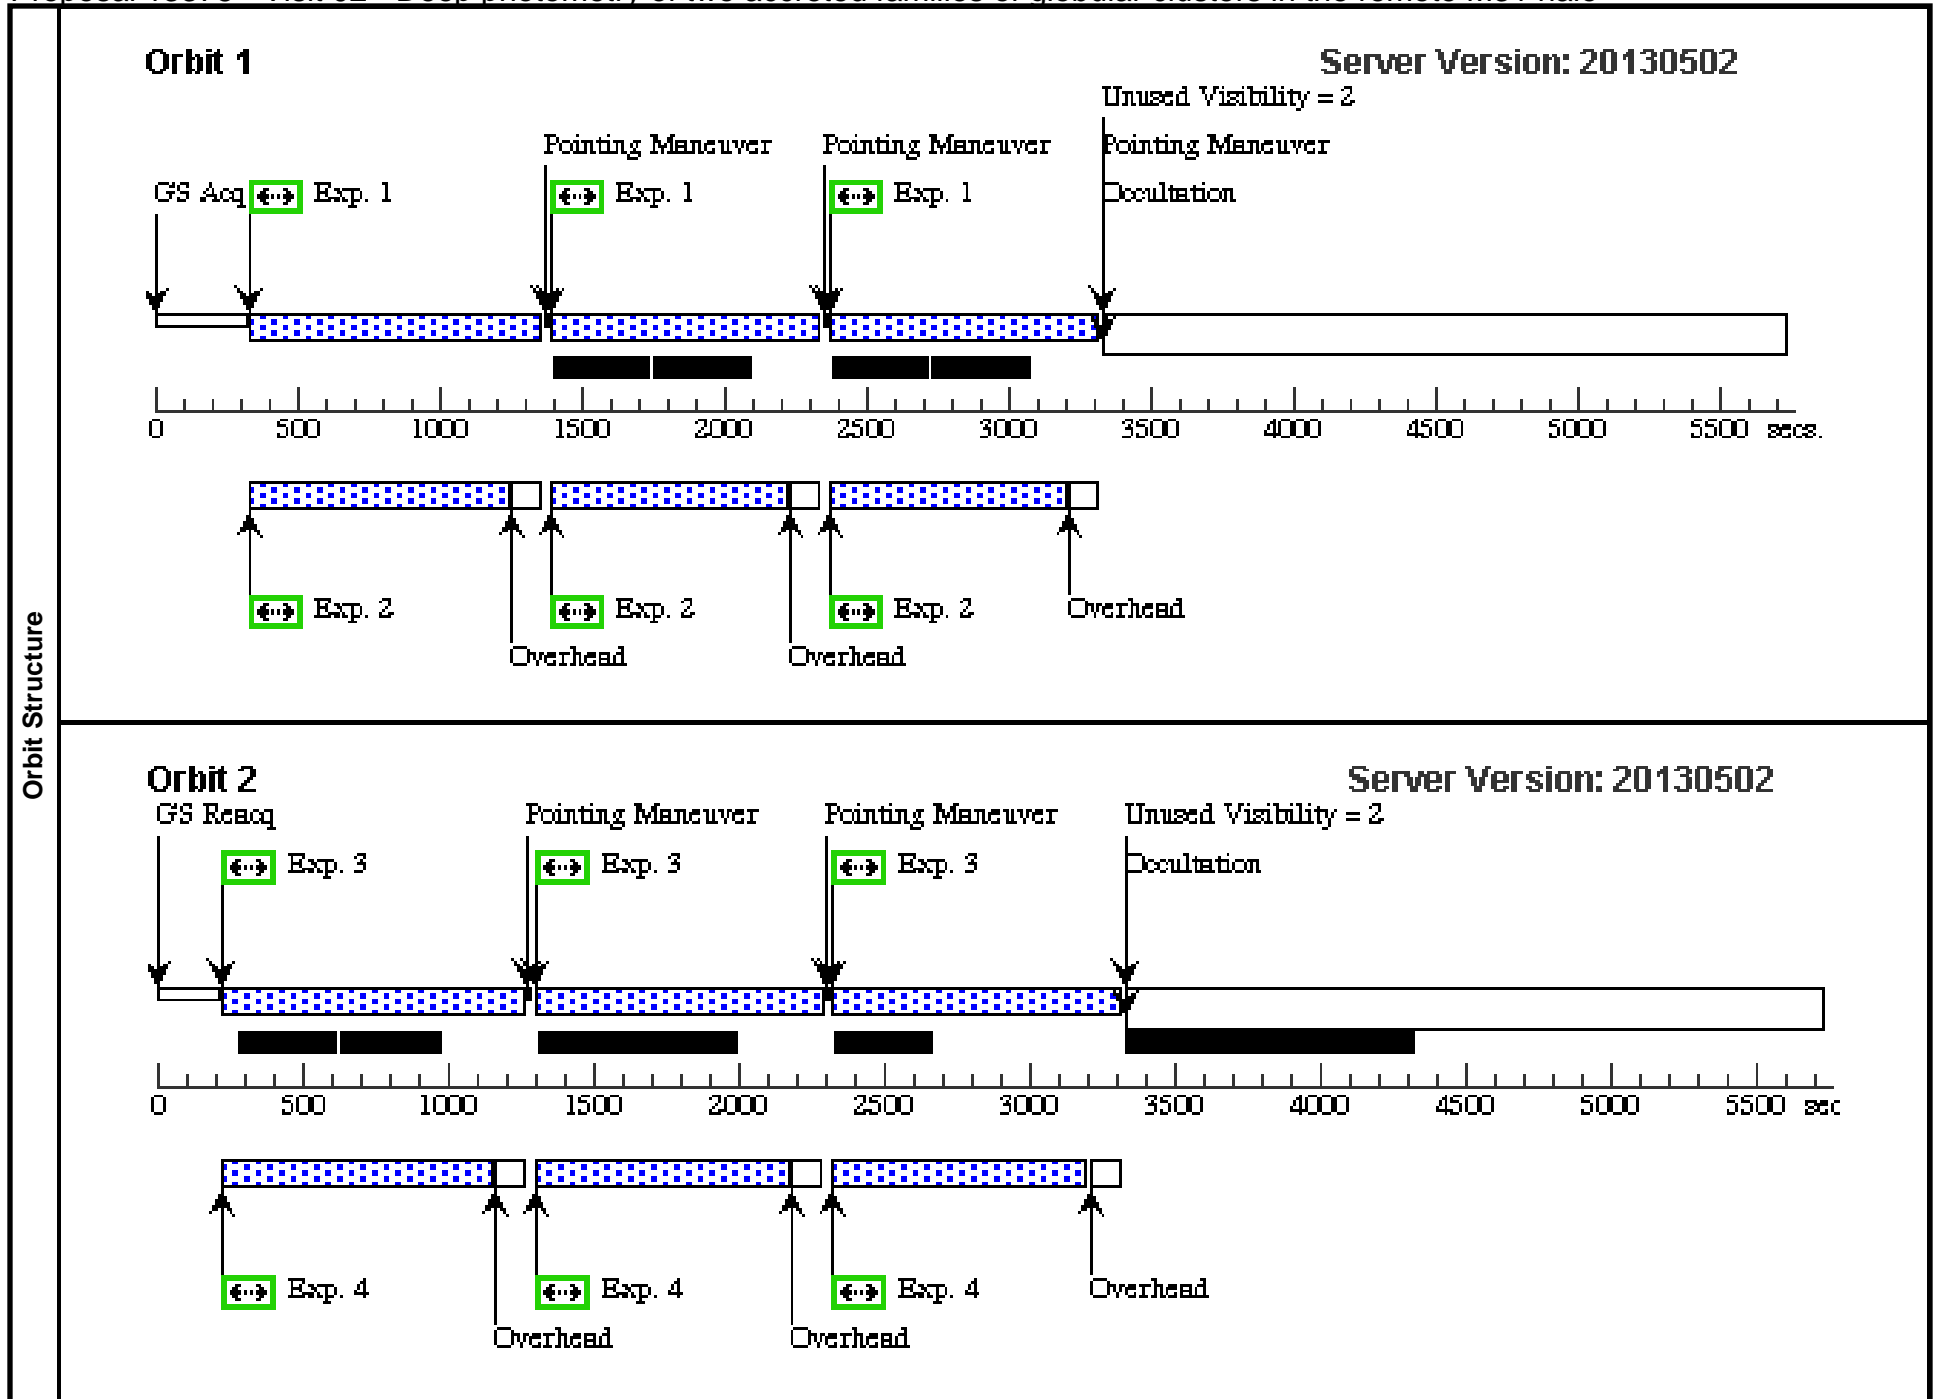 Orbit Structure
Orbit 1
Server Version: 20130502
Unused Visibility = 2
Pointing Maneuver
Pointing Maneuver
Pointing Maneuver
GS Acq
Exp. 1
Exp. 1
Exp. 1
Occultation
0 500 1000 1500 2000 2500 3000 3500 4000 4500 5000 5500 secs.
Exp. 2
Exp. 2
Exp. 2
Overhead
Overhead
Overhead
Orbit 2
Server Version: 20130502
GS Reacq
Pointing Maneuver
Pointing Maneuver
Unused Visibility = 2
Exp. 3
Exp. 3
Exp. 3
Occultation
0 500 1000 1500 2000 2500 3000 3500 4000 4500 5000 5500 sec
Exp. 4
Exp. 4
Exp. 4
Overhead
Overhead
Overhead